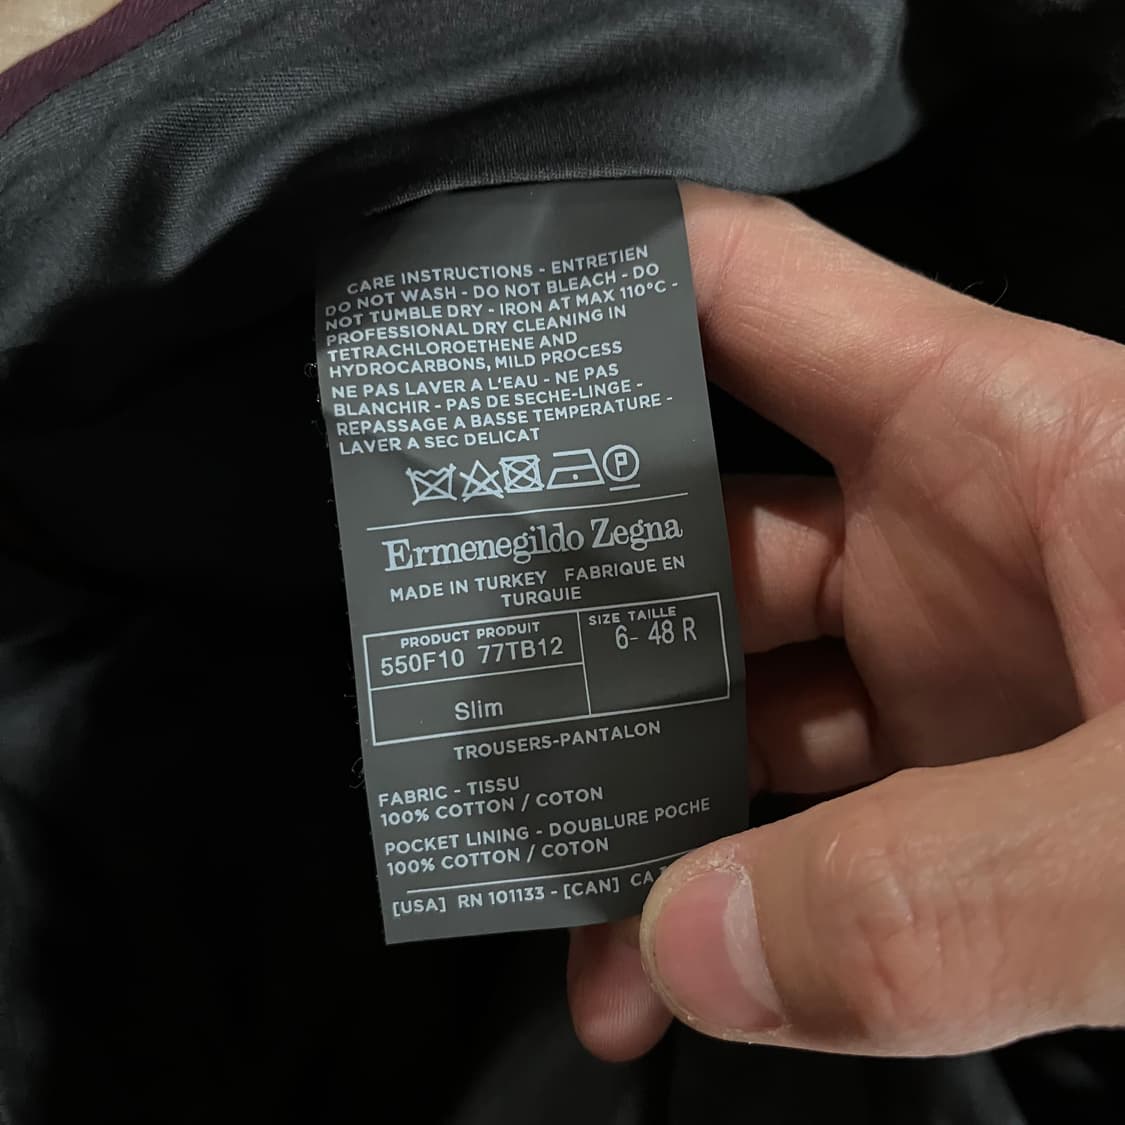 CARE INSTRUCTIONS - ENTRETIEN
DO NOT WASH - DO NOT BLEACH - DO
NOT TUMBLE DRY - IRON AT MAX 110°C -
PROFESSIONAL DRY CLEANING IN
TETRACHLOROETHENE AND
HYDROCARBONS, MILD PROCESS
NE PAS LAVER A L'EAU - NE PAS
BLANCHIR - PAS DE SECHE-LINGE -
REPASSAGE A BASSE TEMPERATURE -
LAVER A SEC DELICAT
P
Ermenegildo Zegna
MADE IN TURKEY FABRIQUE EN
TURQUIE
PRODUCT PRODUIT
550F10 77TB12
SIZE TAILLE
6- 48 R
Slim
TROUSERS-PANTALON
FABRIC - TISSU
100% COTTON / COTON
POCKET LINING - DOUBLURE POCHE
100% COTTON / COTON
[USA] RN 101133 - [CAN] CA